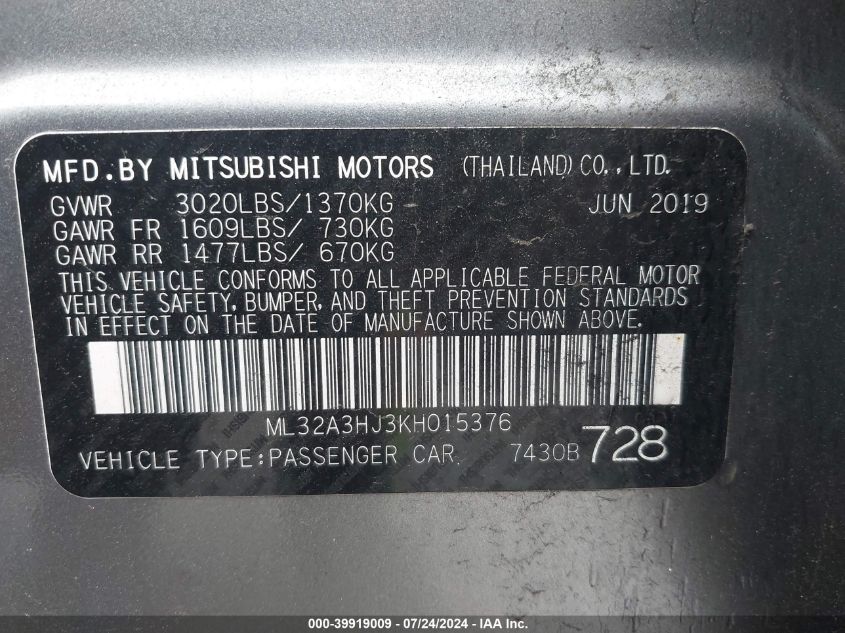 MFD.BY MITSUBISHI MOTORS (THAILAND) CO.,LTD.
GVWR 3020LBS/1370KG JUN 2019
GAWR FR 1609LBS/ 730KG
GAWR RR 1477LBS/ 670KG
THIS VEHICLE CONFORMS TO ALL APPLICABLE FEDERAL MOTOR
VEHICLE SAFETY, BUMPER, AND THEFT PREVENTION STANDARDS
IN EFFECT ON THE DATE OF MANUFACTURE SHOWN ABOVE.
ML32A3HJ3KH015376
VEHICLE TYPE:PASSENGER CAR 7430B 728
000-39919009 / 07/24/2024 - IAA Inc.